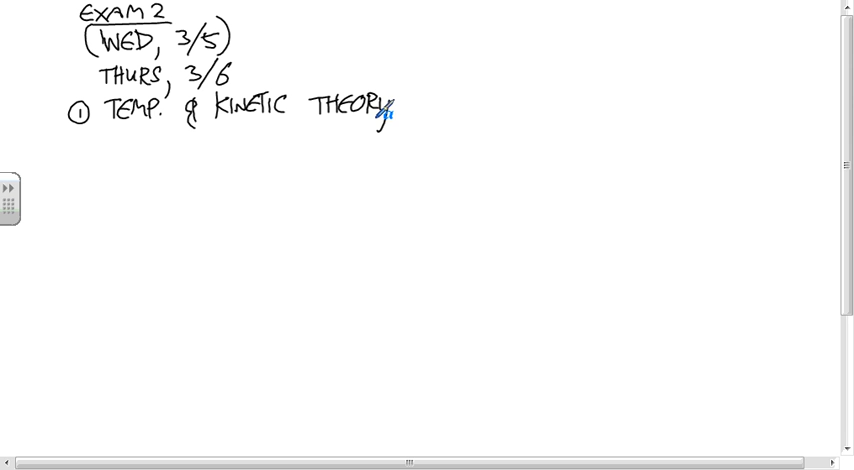 EXAM 2
(WED, 3/5)
THURS, 3/6
① TEMP. & KINETIC THEORY